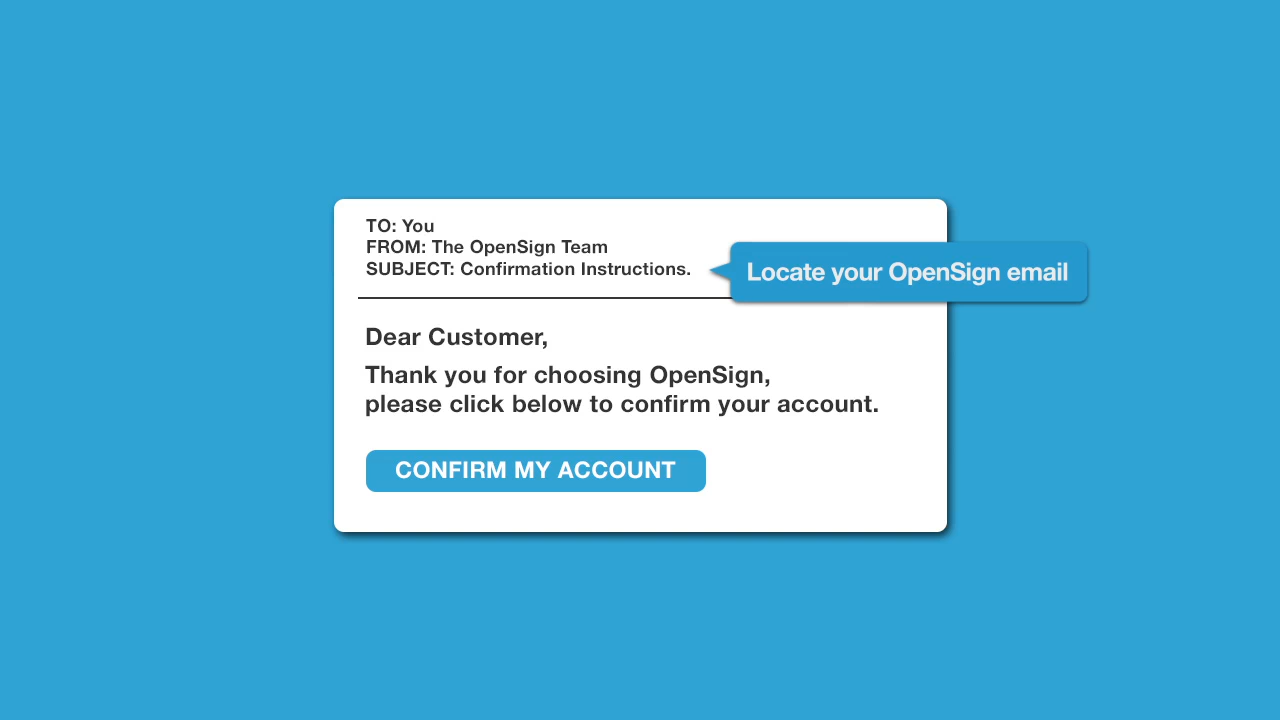 TO: You
FROM: The OpenSign Team
SUBJECT: Confirmation Instructions.
Locate your OpenSign email
Dear Customer,
Thank you for choosing OpenSign,
please click below to confirm your account.
CONFIRM MY ACCOUNT